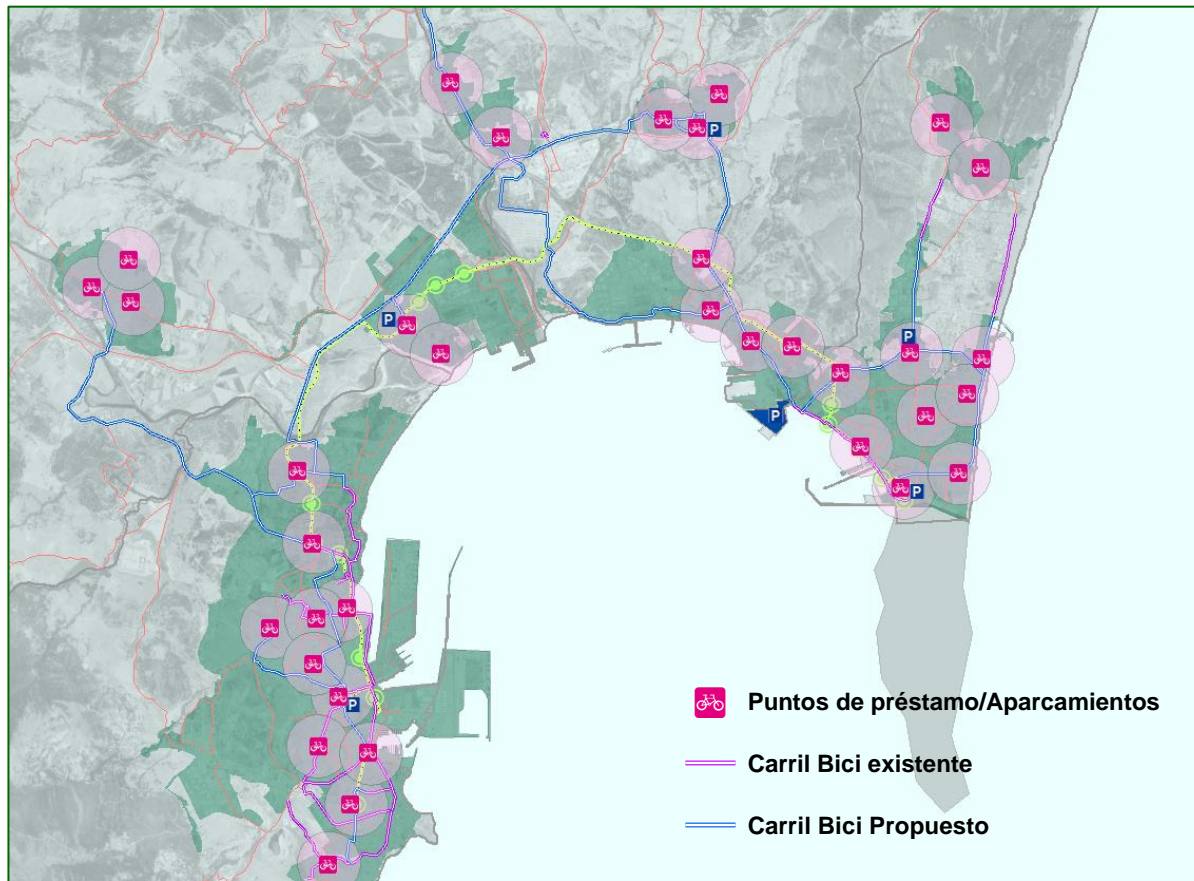 P
P
P
P
P
P
Puntos de préstamo/Aparcamientos
Carril Bici existente
Carril Bici Propuesto